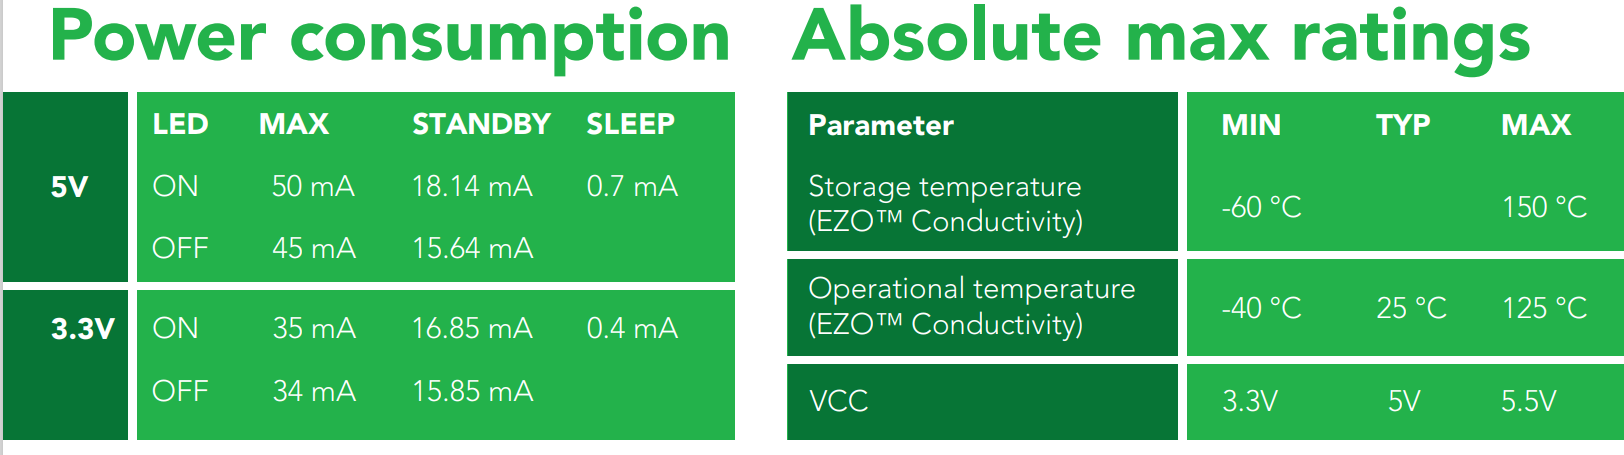 Power consumption
LED MAX STANDBY SLEEP
5V ON 50 mA 18.14 mA 0.7 mA
OFF 45 mA 15.64 mA
3.3V ON 35 mA 16.85 mA 0.4 mA
OFF 34 mA 15.85 mA
Absolute max ratings
Parameter MIN TYP MAX
Storage temperature
(EZO™ Conductivity) -60 °C 150 °C
Operational temperature
(EZO™ Conductivity) -40 °C 25 °C 125 °C
VCC 3.3V 5V 5.5V